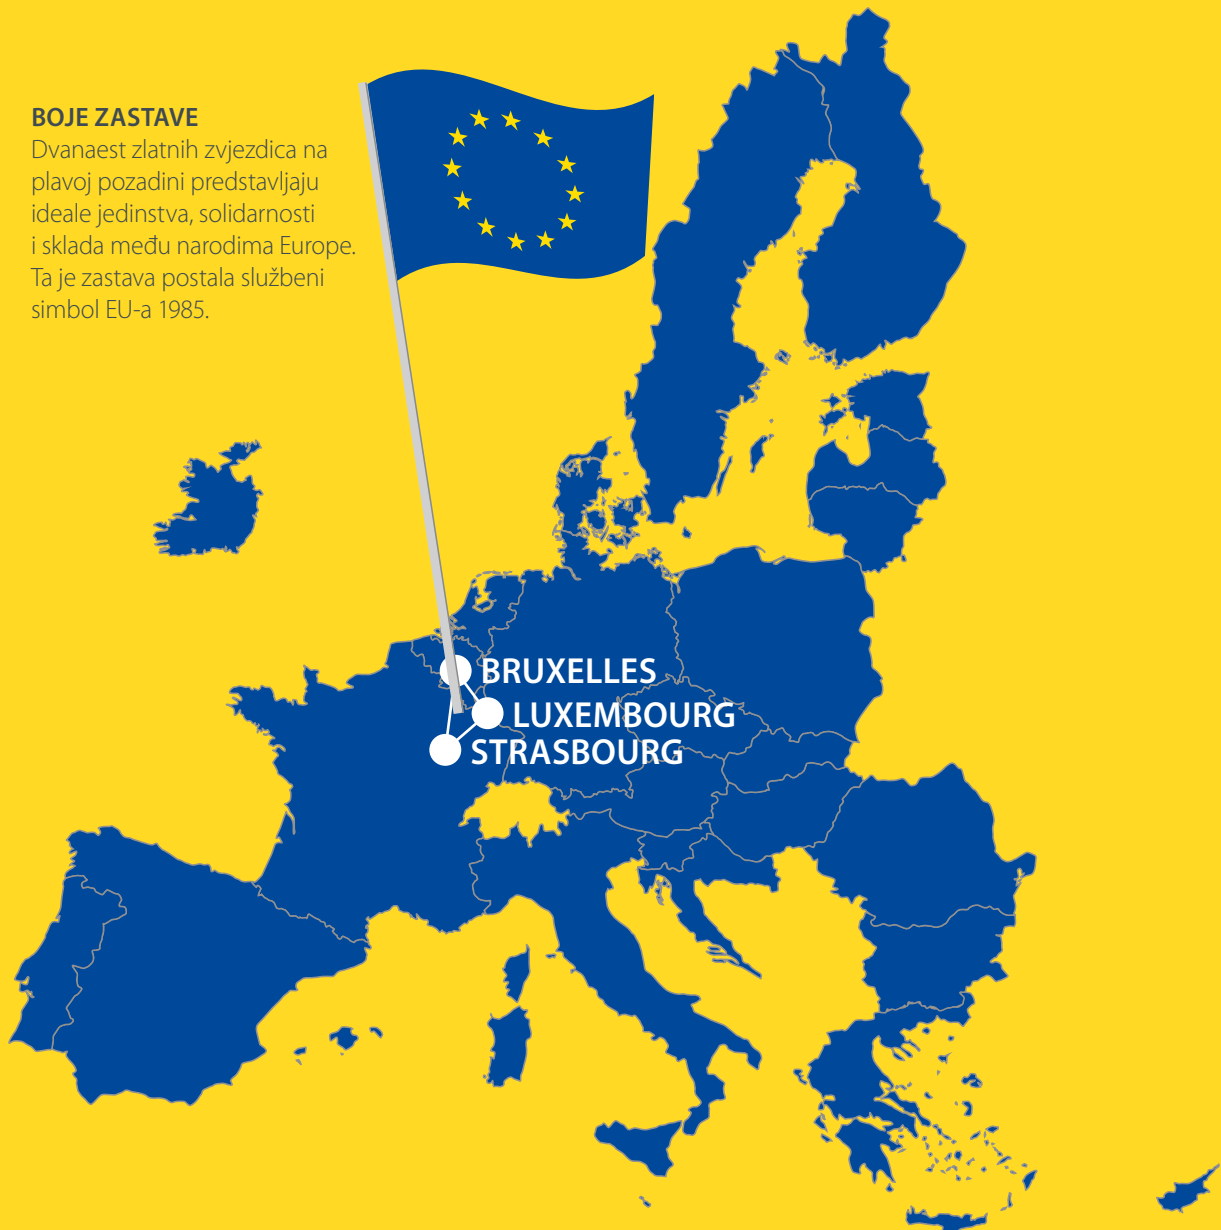 BOJE ZASTAVE
Dvanaest zlatnih zvjezdica na
plavoj pozadini predstavljaju
ideale jedinstva, solidarnosti
i sklada među narodima Europe.
Ta je zastava postala službeni
simbol EU-a 1985.
BRUXELLES
LUXEMBOURG
STRASBOURG